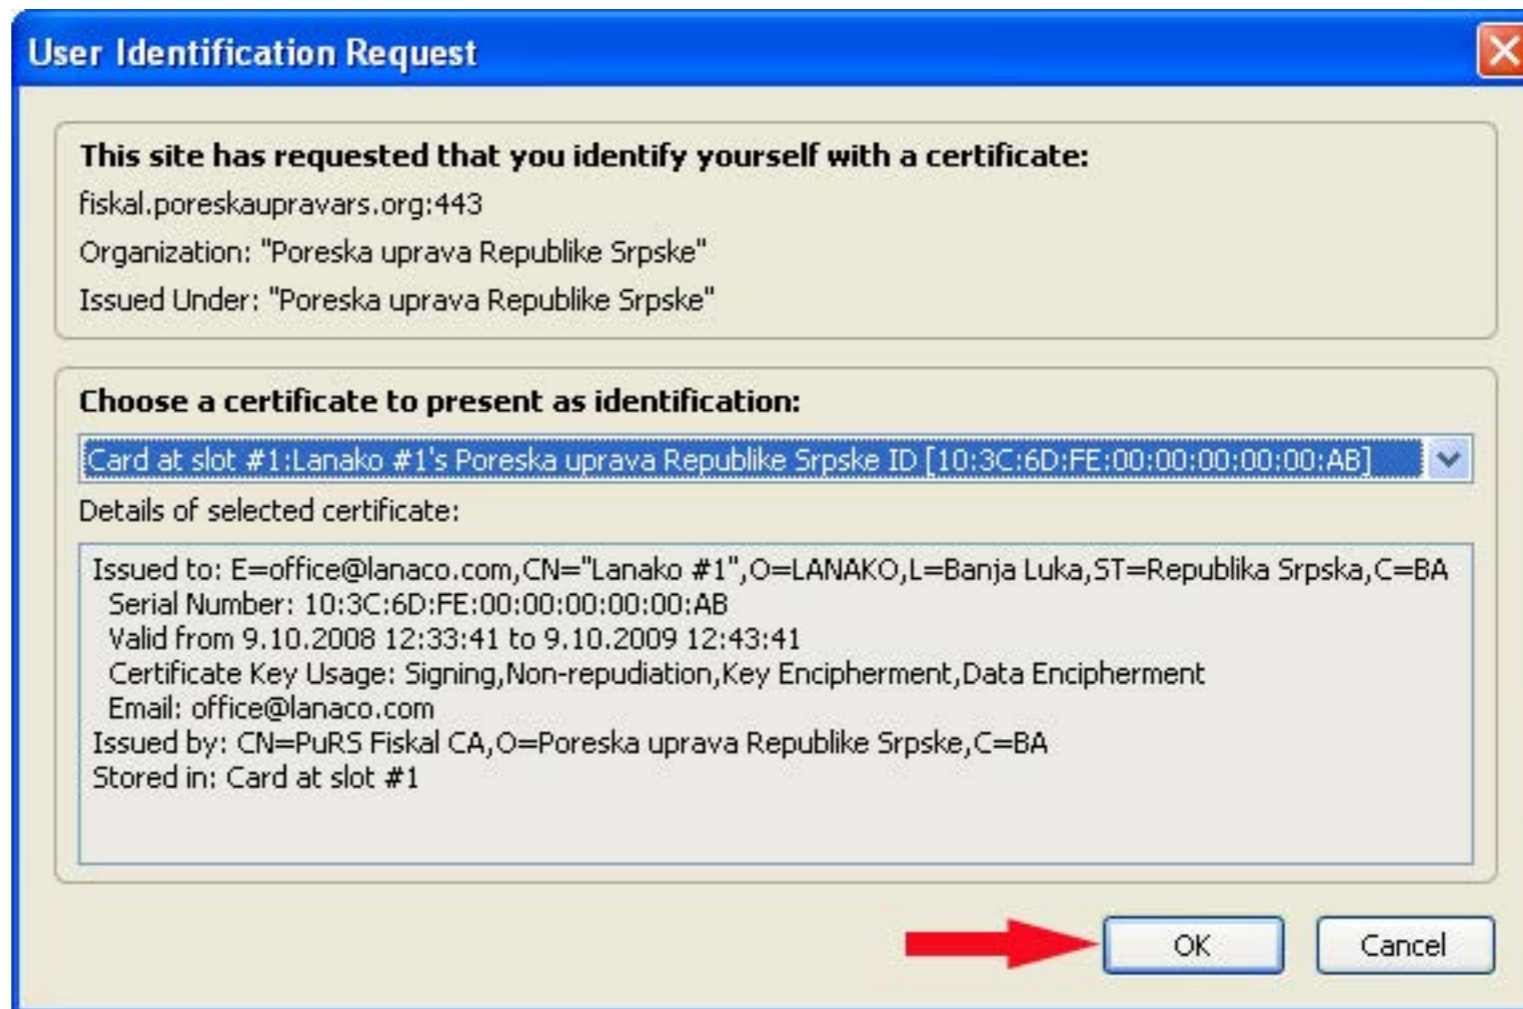 User Identification Request
This site has requested that you identify yourself with a certificate:
fiskal.poreskaupravars.org:443
Organization: "Poreska uprava Republike Srpske"
Issued Under: "Poreska uprava Republike Srpske"
Choose a certificate to present as identification:
Card at slot #1:Lanako #1's Poreska uprava Republike Srpske ID [10:3C:6D:FE:00:00:00:00:00:AB]
Details of selected certificate:
Issued to: E=office@lanaco.com,CN="Lanako #1",O=LANAKO,L=Banja Luka,ST=Republika Srpska,C=BA
Serial Number: 10:3C:6D:FE:00:00:00:00:00:AB
Valid from 9.10.2008 12:33:41 to 9.10.2009 12:43:41
Certificate Key Usage: Signing,Non-repudiation,Key Encipherment,Data Encipherment
Email: office@lanaco.com
Issued by: CN=PuRS Fiskal CA,O=Poreska uprava Republike Srpske,C=BA
Stored in: Card at slot #1
OK Cancel